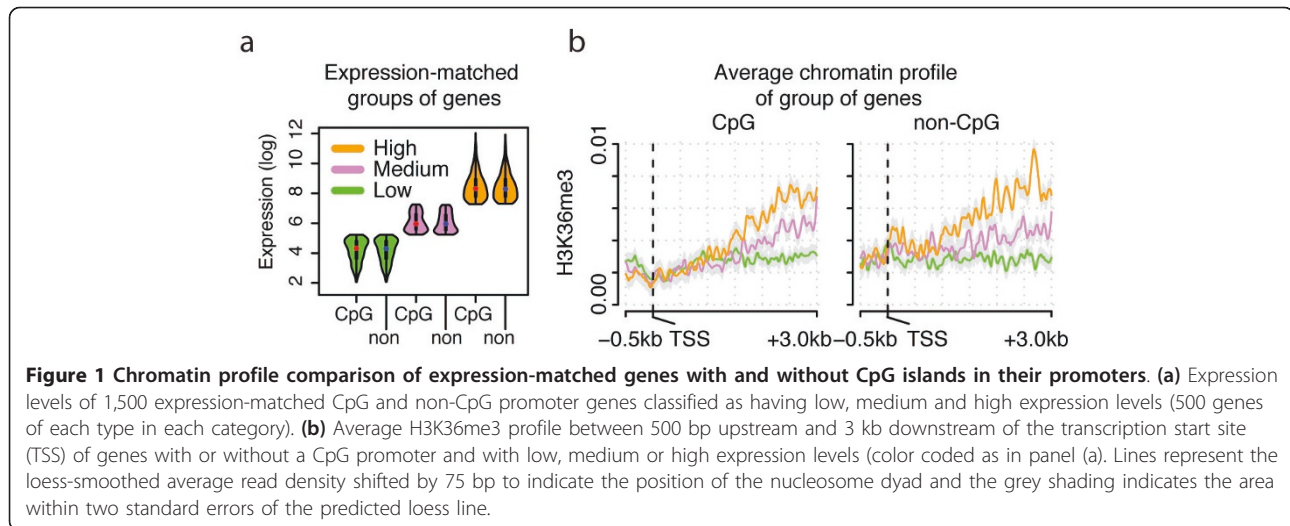 a
Expression-matched
groups of genes
Expression (log)
12
10
8
6
4
2
High
Medium
Low
CpG
non
CpG
non
CpG
non
b
Average chromatin profile
of group of genes
CpG
non-CpG
H3K36me3
0.01
0.00
−0.5kb
TSS
+3.0kb
−0.5kb
TSS
+3.0kb
Figure 1 Chromatin profile comparison of expression-matched genes with and without CpG islands in their promoters. (a) Expression
levels of 1,500 expression-matched CpG and non-CpG promoter genes classified as having low, medium and high expression levels (500 genes
of each type in each category). (b) Average H3K36me3 profile between 500 bp upstream and 3 kb downstream of the transcription start site
(TSS) of genes with or without a CpG promoter and with low, medium or high expression levels (color coded as in panel (a). Lines represent the
loess-smoothed average read density shifted by 75 bp to indicate the position of the nucleosome dyad and the grey shading indicates the area
within two standard errors of the predicted loess line.